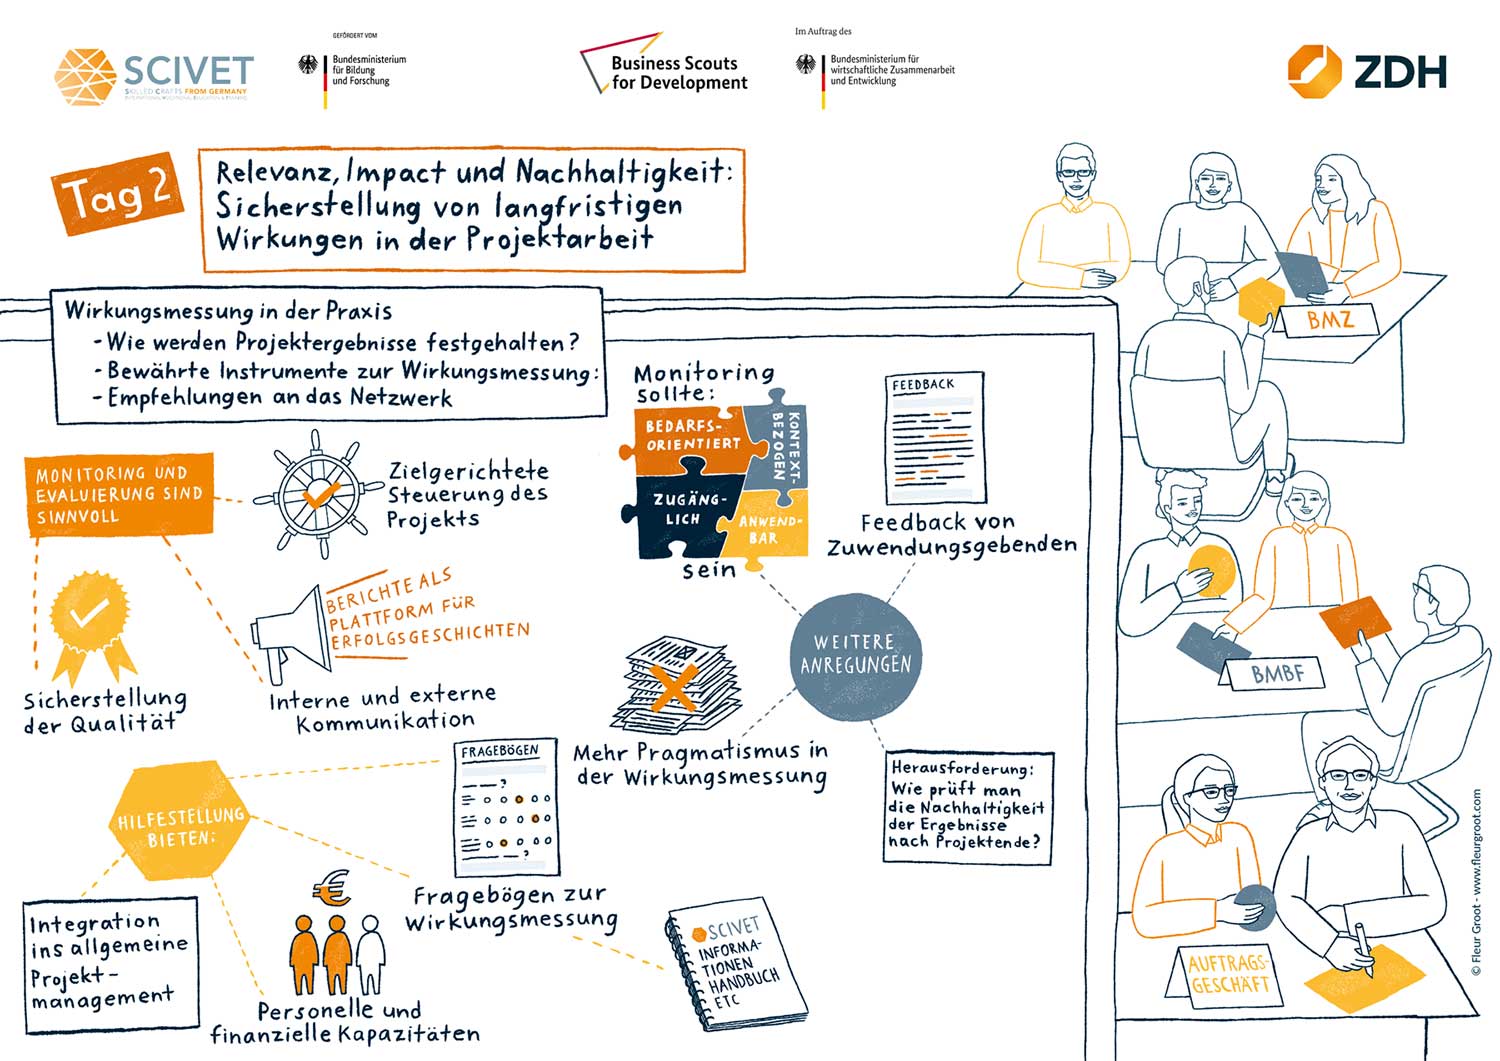 SCIVET
SKILLED CRAFTS FROM GERMANY
INTERNATIONAL VOCATIONAL EDUCATION & TRAINING
GEFÖRDERT VOM
Bundesministerium
für Bildung
und Forschung
Business Scouts
for Development
Im Auftrag des
Bundesministerium für
wirtschaftliche Zusammenarbeit
und Entwicklung
ZDH
Tag 2
Relevanz, Impact und Nachhaltigkeit:
Sicherstellung von langfristigen
Wirkungen in der Projektarbeit
Wirkungsmessung in der Praxis
- Wie werden Projektergebnisse festgehalten?
- Bewährte Instrumente zur Wirkungsmessung:
- Empfehlungen an das Netzwerk
MONITORING UND
EVALUIERUNG SIND
SINNVOLL
Zielgerichtete
Steuerung des
Projekts
Sicherstellung
der Qualität
BERICHTE ALS
PLATTFORM FÜR
ERFOLGSGESCHICHTEN
Interne und externe
Kommunikation
Monitoring
sollte:
BEDARFS-
ORIENTIERT
KONTEXT-
BEZOGEN
ZUGÄNG-
LICH
ANWEND-
BAR
sein
FEEDBACK
Feedback von
Zuwendungsgebenden
WEITERE
ANREGUNGEN
Mehr Pragmatismus in
der Wirkungsmessung
Herausforderung:
Wie prüft man
die Nachhaltigkeit
der Ergebnisse
nach Projektende?
HILFESTELLUNG
BIETEN:
FRAGEBÖGEN
?
?
Fragebögen zur
Wirkungsmessung
Integration
ins allgemeine
Projekt-
management
€
Personelle und
finanzielle Kapazitäten
SCIVET
INFORMA-
TIONEN
HANDBUCH
ETC
BMZ
BMBF
AUFTRAGS-
GESCHÄFT
© Fleur Groot - www.fleurgroot.com